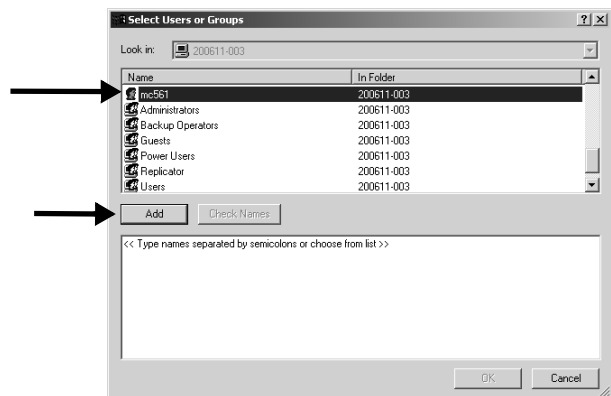 Select Users or Groups
Look in: 200611-003
Name In Folder
mc561 200611-003
Administrators 200611-003
Backup Operators 200611-003
Guests 200611-003
Power Users 200611-003
Replicator 200611-003
Users 200611-003
Add Check Names
<< Type names separated by semicolons or choose from list >>
OK Cancel